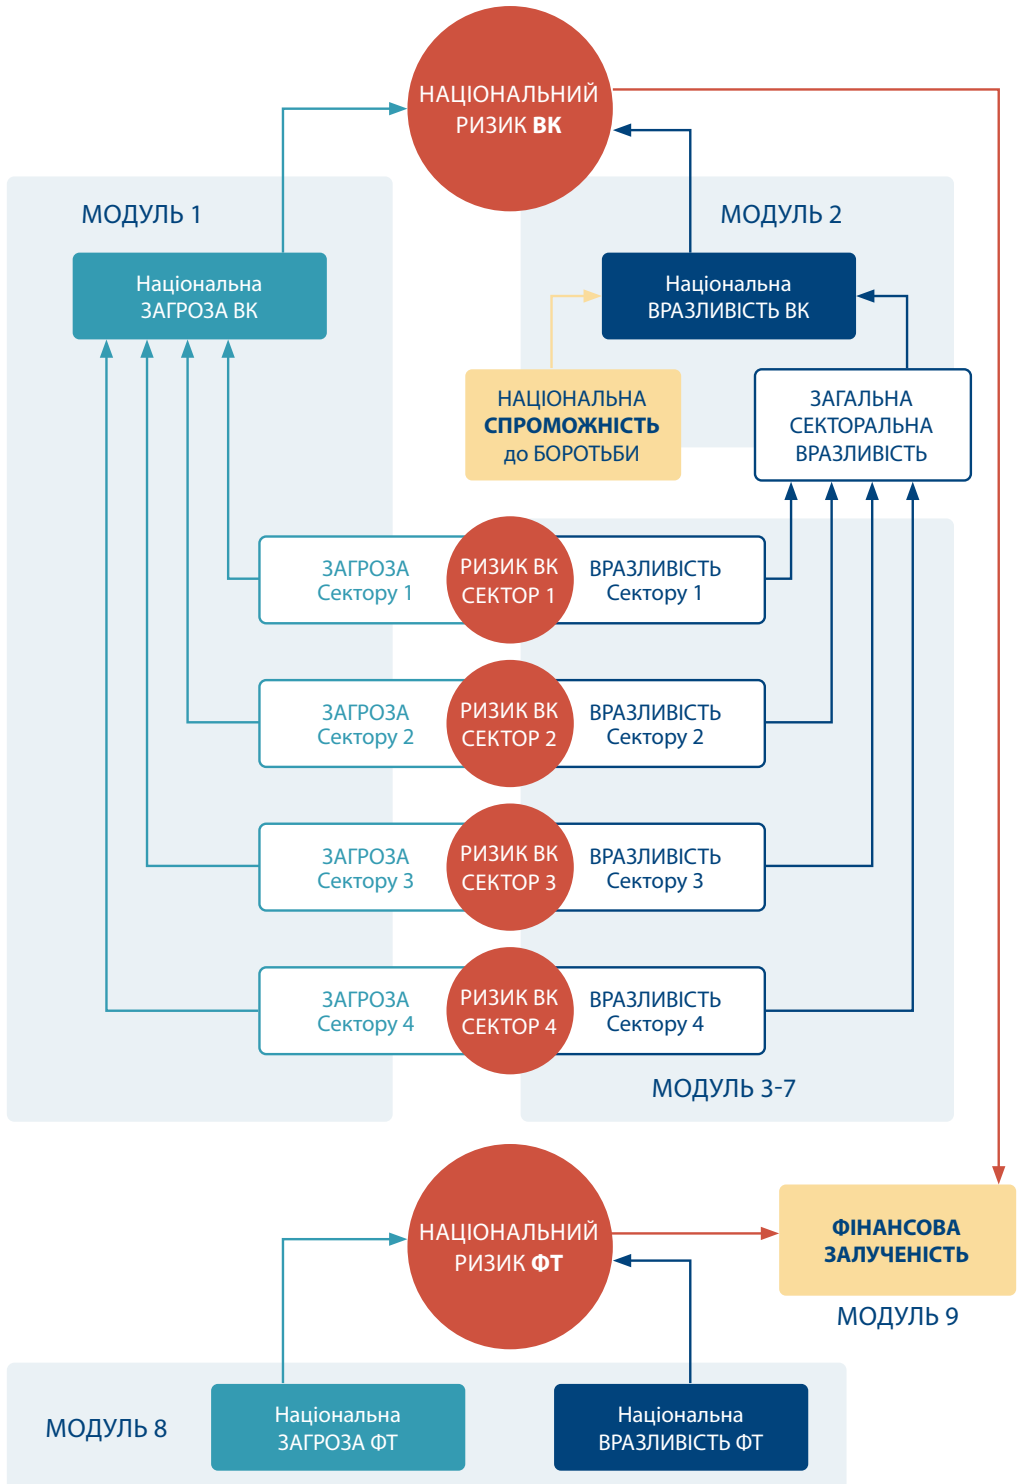 НАЦІОНАЛЬНИЙ
РИЗИК ВК
МОДУЛЬ 1
МОДУЛЬ 2
Національна
ЗАГРОЗА ВК
Національна
ВРАЗЛИВІСТЬ ВК
НАЦІОНАЛЬНА
СПРОМОЖНІСТЬ
до БОРОТЬБИ
ЗАГАЛЬНА
СЕКТОРАЛЬНА
ВРАЗЛИВІСТЬ
ЗАГРОЗА
Сектору 1
РИЗИК ВК
СЕКТОР 1
ВРАЗЛИВІСТЬ
Сектору 1
ЗАГРОЗА
Сектору 2
РИЗИК ВК
СЕКТОР 2
ВРАЗЛИВІСТЬ
Сектору 2
ЗАГРОЗА
Сектору 3
РИЗИК ВК
СЕКТОР 3
ВРАЗЛИВІСТЬ
Сектору 3
ЗАГРОЗА
Сектору 4
РИЗИК ВК
СЕКТОР 4
ВРАЗЛИВІСТЬ
Сектору 4
МОДУЛЬ 3-7
НАЦІОНАЛЬНИЙ
РИЗИК ФТ
ФІНАНСОВА
ЗАЛУЧЕНІСТЬ
МОДУЛЬ 9
МОДУЛЬ 8
Національна
ЗАГРОЗА ФТ
Національна
ВРАЗЛИВІСТЬ ФТ